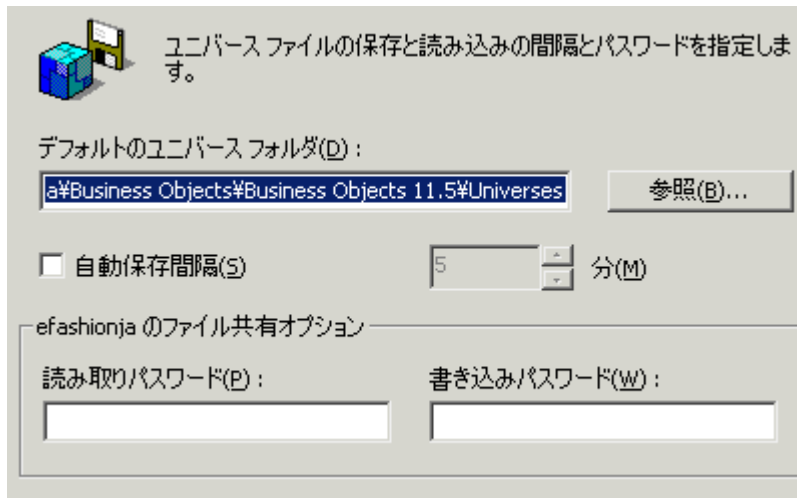 ユニバース ファイルの保存と読み込みの間隔とパスワードを指定しま
す。
デフォルトのユニバース フォルダ(D) :
a¥Business Objects¥Business Objects 11.5¥Universes
参照(B)...
自動保存間隔(S)
5
分(M)
efashionja のファイル共有オプション
読み取りパスワード(P) :
書き込みパスワード(W) :